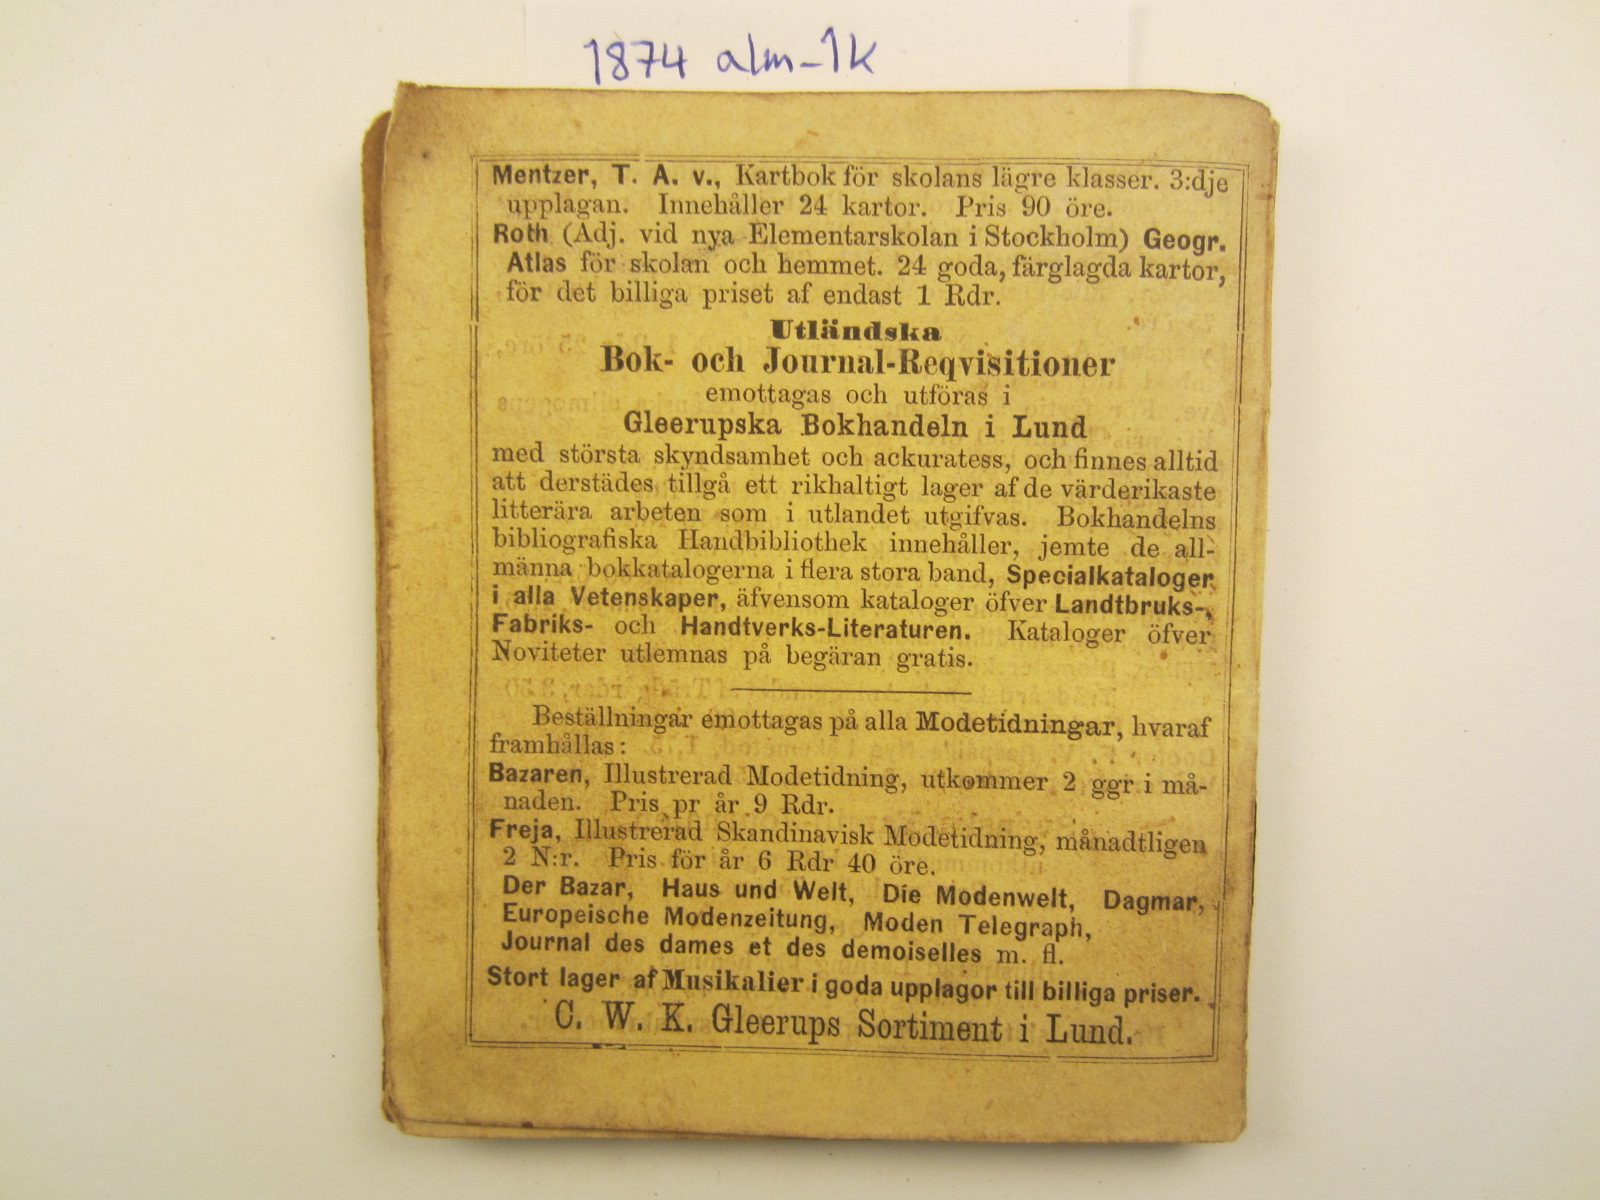 1874 alm-1k
Mentzer, T. A. v., Kartbok för skolans lägre klasser. 3:dje
upplagan. Innehåller 24 kartor. Pris 90 öre.
Roth (Adj. vid nya Elementarskolan i Stockholm) Geogr.
Atlas för skolan och hemmet. 24 goda, färglagda kartor,
för det billiga priset af endast 1 Rdr.
Utländska
Bok- och Journal-Reqvisitioner
emottagas och utföras i
Gleerupska Bokhandeln i Lund
med största skyndsamhet och ackuratess, och finnes alltid
att derstädes tillgå ett rikhaltigt lager af de värderikaste
litterära arbeten som i utlandet utgifvas. Bokhandelns
bibliografiska Handbibliothek innehåller, jemte de all-
männa bokkatalogerna i flera stora band, Specialkataloger
i alla Vetenskaper, äfvensom kataloger öfver Landtbruks-,
Fabriks- och Handtverks-Literaturen. Kataloger öfver
Noviteter utlemnas på begäran gratis.
Beställningar emottagas på alla Modetidningar, hvaraf
framhållas:
Bazaren, Illustrerad Modetidning, utkommer 2 ggr i må-
naden. Pris pr år 9 Rdr.
Freja, Illustrerad Skandinavisk Modetidning, månadtligen
2 N:r. Pris för år 6 Rdr 40 öre.
Der Bazar, Haus und Welt, Die Modenwelt, Dagmar,
Europeische Modenzeitung, Moden Telegraph,
Journal des dames et des demoiselles m. fl.
Stort lager af Musikalier i goda upplagor till billiga priser.
C. W. K. Gleerups Sortiment i Lund.